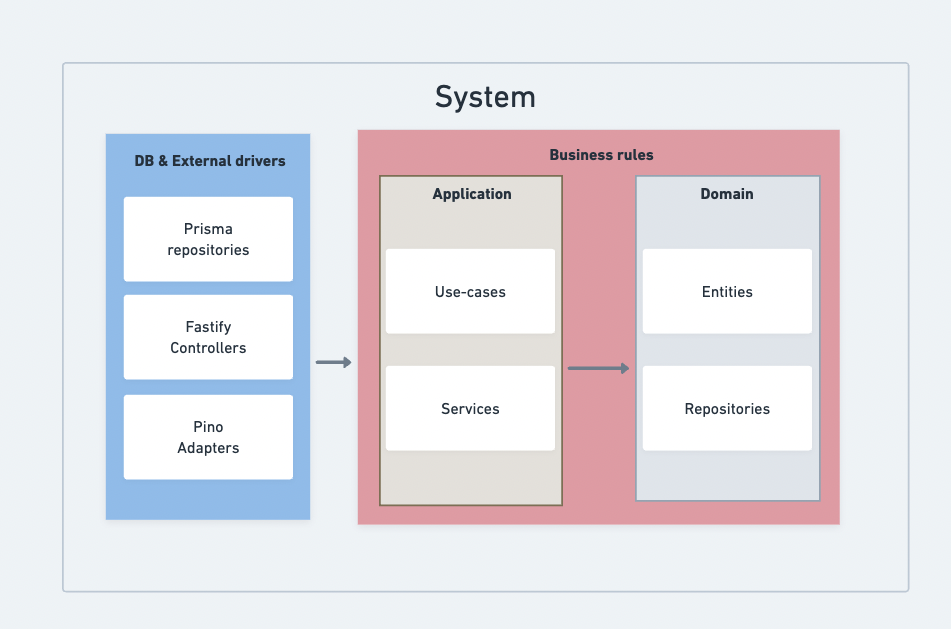 System
DB & External drivers
Prisma
repositories
Fastify
Controllers
Pino
Adapters
Business rules
Application
Use-cases
Services
Domain
Entities
Repositories